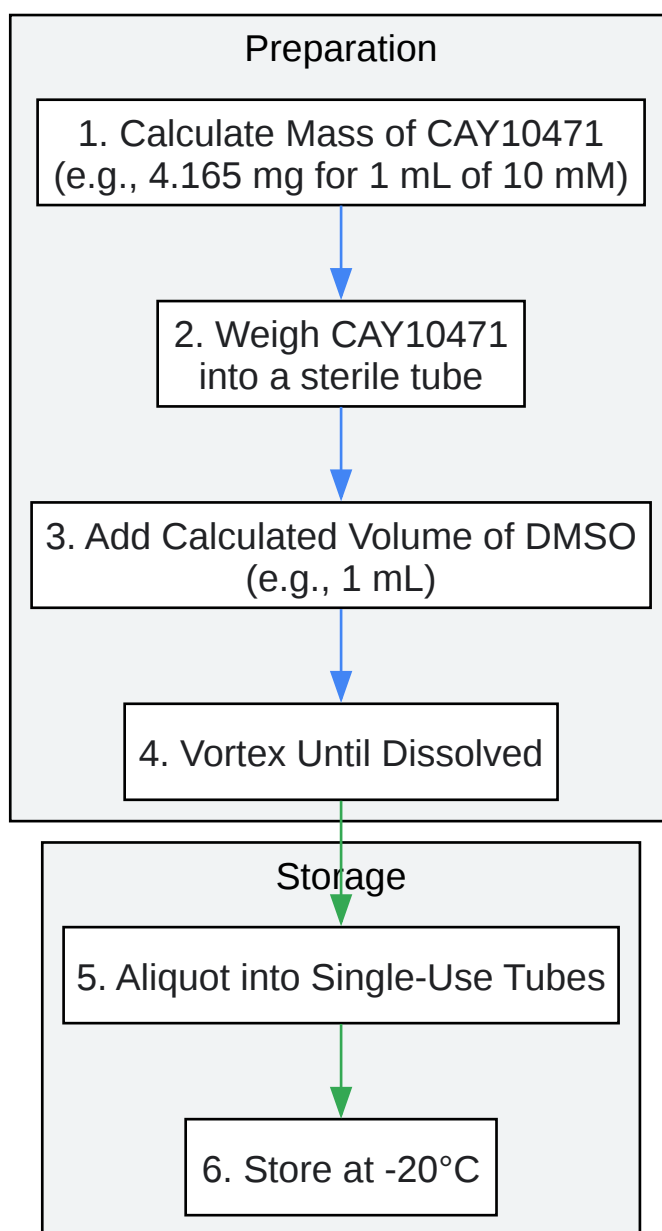 Preparation
1. Calculate Mass of CAY10471
(e.g., 4.165 mg for 1 mL of 10 mM)
2. Weigh CAY10471
into a sterile tube
3. Add Calculated Volume of DMSO
(e.g., 1 mL)
4. Vortex Until Dissolved
Storage
5. Aliquot into Single-Use Tubes
6. Store at -20°C